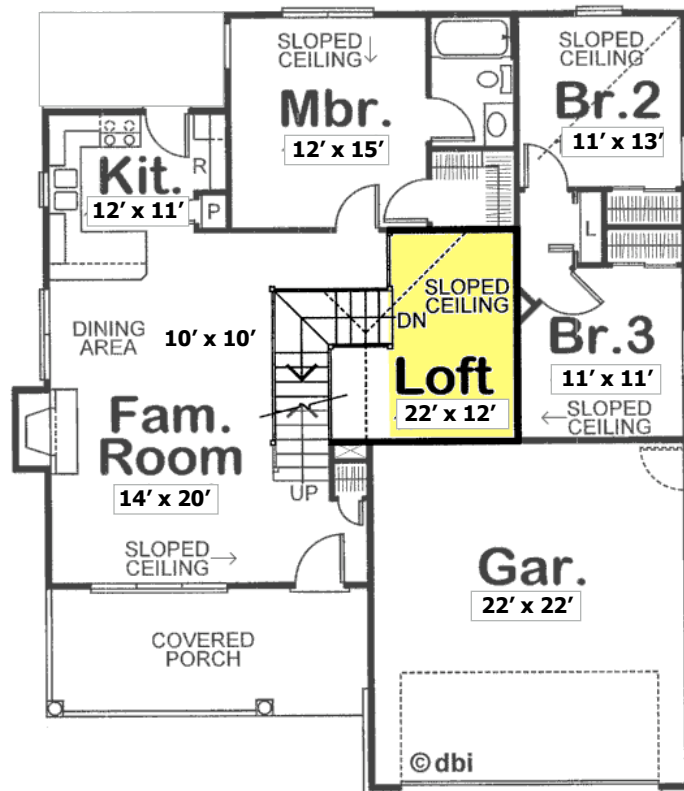 SLOPED
CEILING
Mbr.
12’ x 15’
SLOPED
CEILING
Br.2
11’ x 13’
Kit.
12’ x 11’
R
P
L
DINING
AREA
10’ x 10’
SLOPED
CEILING
DN
Loft
22’ x 12’
Br.3
11’ x 11’
SLOPED
CEILING
Fam.
Room
14’ x 20’
UP
SLOPED
CEILING
Gar.
22’ x 22’
COVERED
PORCH
© dbi